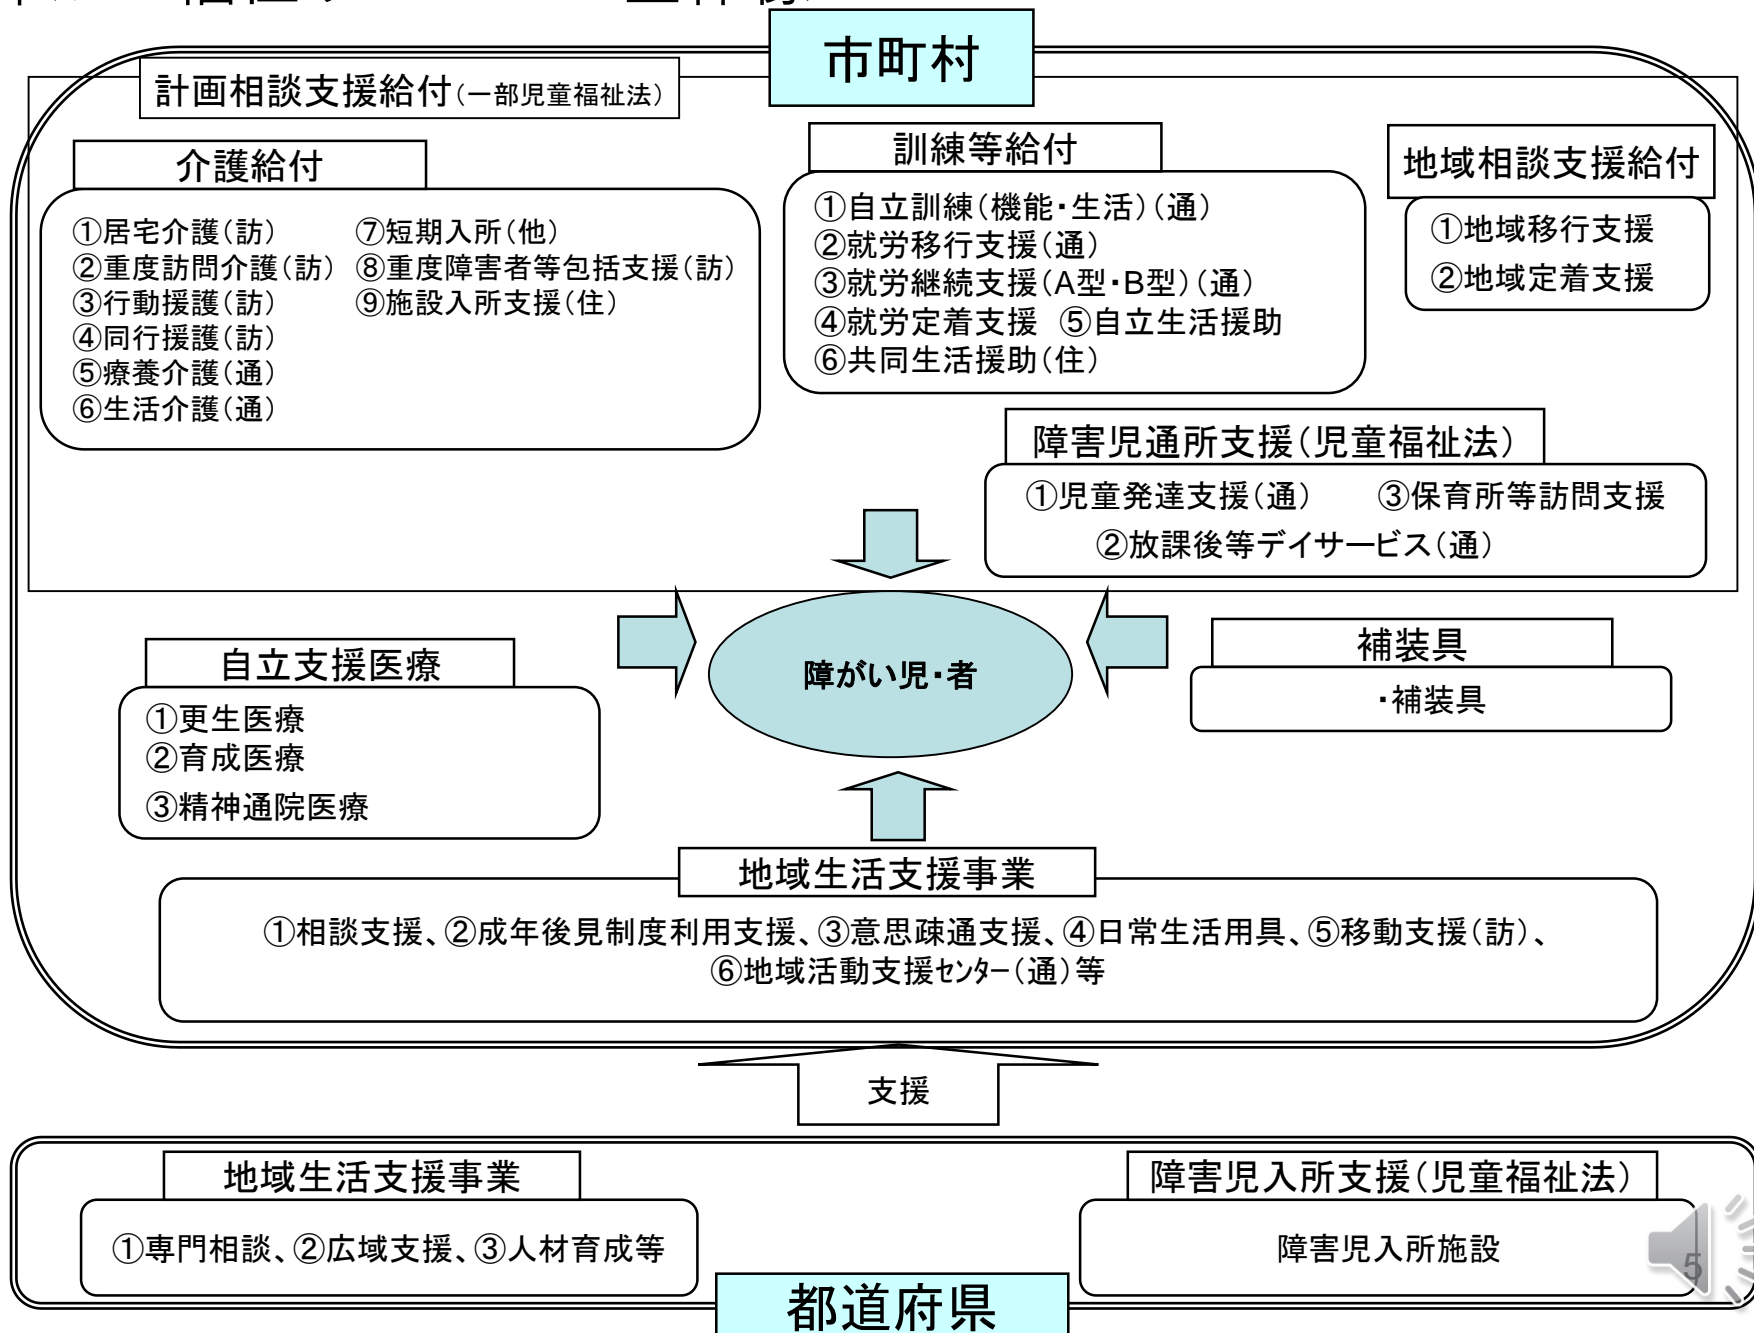 市町村
計画相談支援給付(一部児童福祉法)
介護給付
①居宅介護(訪)
②重度訪問介護(訪)
③行動援護(訪)
④同行援護(訪)
⑤療養介護(通)
⑥生活介護(通)
⑦短期入所(他)
⑧重度障害者等包括支援(訪)
⑨施設入所支援(住)
訓練等給付
①自立訓練(機能・生活)(通)
②就労移行支援(通)
③就労継続支援(A型・B型)(通)
④就労定着支援 ⑤自立生活援助
⑥共同生活援助(住)
地域相談支援給付
①地域移行支援
②地域定着支援
障害児通所支援(児童福祉法)
①児童発達支援(通) ③保育所等訪問支援
②放課後等デイサービス(通)
障がい児・者
自立支援医療
①更生医療
②育成医療
③精神通院医療
補装具
・補装具
地域生活支援事業
①相談支援、②成年後見制度利用支援、③意思疎通支援、④日常生活用具、⑤移動支援(訪)、
⑥地域活動支援ｾﾝﾀｰ(通)等
支援
地域生活支援事業
①専門相談、②広域支援、③人材育成等
障害児入所支援(児童福祉法)
障害児入所施設
5
都道府県